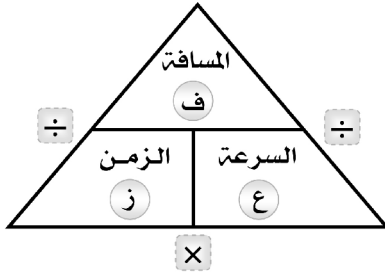 المسافة
ف
÷ ÷
السرعة الزمن
ع ز
×